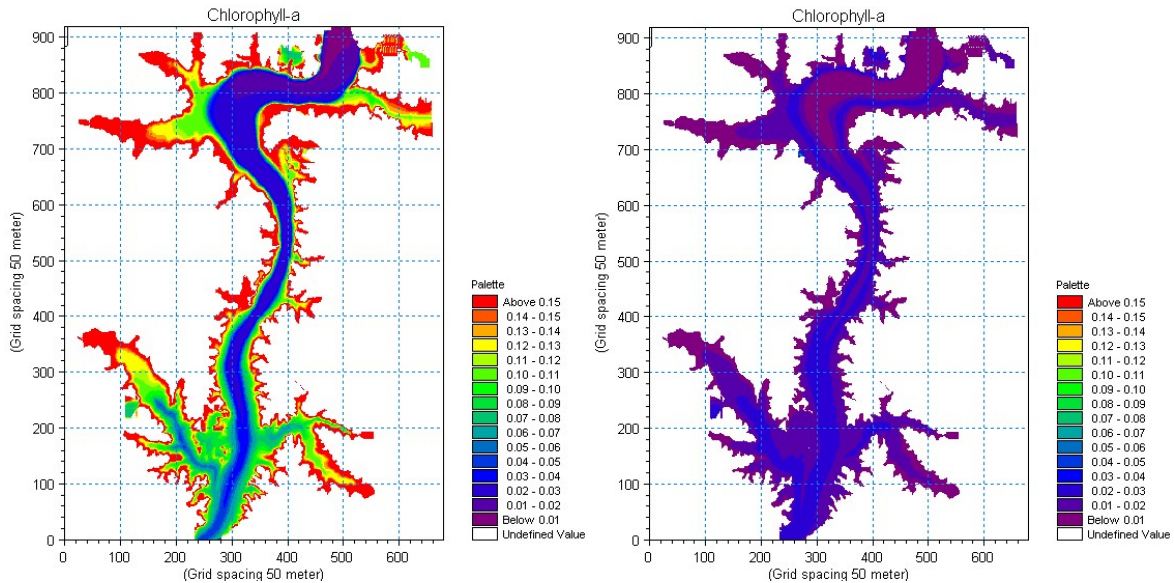 Chlorophyll-a
900
800
700
600
500
400
300
200
100
0
(Grid spacing 50 meter)
0 100 200 300 400 500 600
(Grid spacing 50 meter)
Palette
Above 0.15
0.14 - 0.15
0.13 - 0.14
0.12 - 0.13
0.11 - 0.12
0.10 - 0.11
0.09 - 0.10
0.08 - 0.09
0.07 - 0.08
0.06 - 0.07
0.05 - 0.06
0.04 - 0.05
0.03 - 0.04
0.02 - 0.03
0.01 - 0.02
Below 0.01
Undefined Value
Chlorophyll-a
900
800
700
600
500
400
300
200
100
0
(Grid spacing 50 meter)
0 100 200 300 400 500 600
(Grid spacing 50 meter)
Palette
Above 0.15
0.14 - 0.15
0.13 - 0.14
0.12 - 0.13
0.11 - 0.12
0.10 - 0.11
0.09 - 0.10
0.08 - 0.09
0.07 - 0.08
0.06 - 0.07
0.05 - 0.06
0.04 - 0.05
0.03 - 0.04
0.02 - 0.03
0.01 - 0.02
Below 0.01
Undefined Value